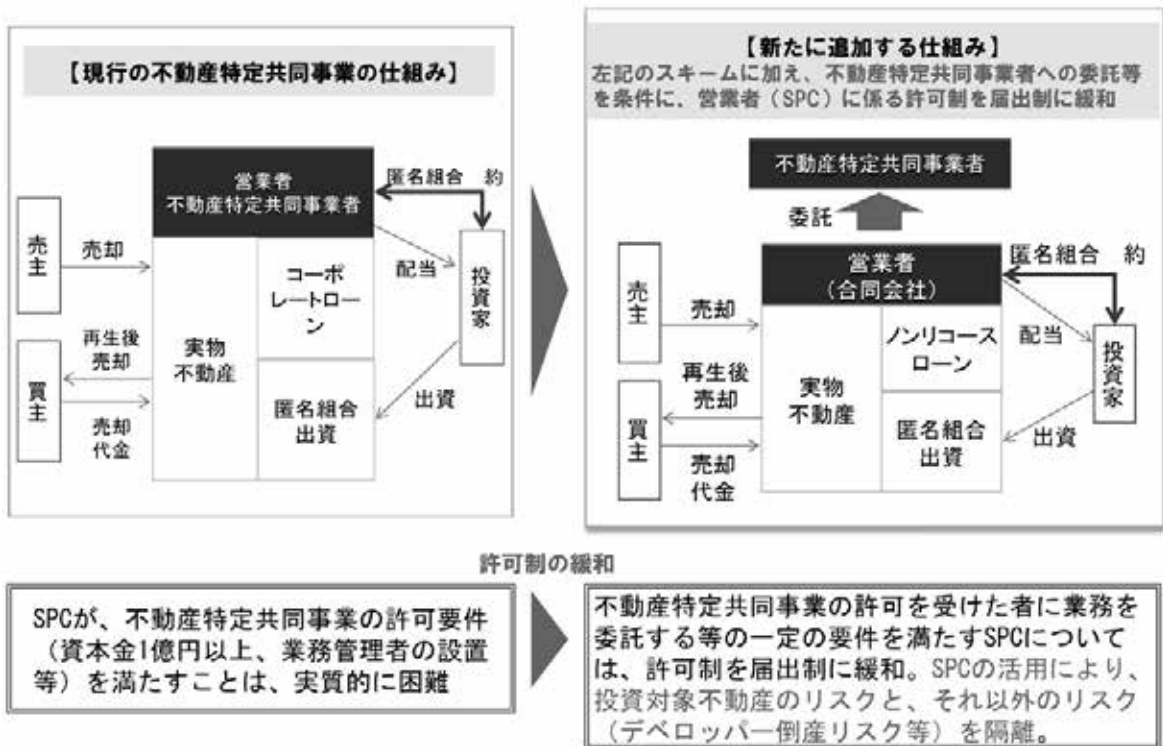 【現行の不動産特定共同事業の仕組み】
営業者
不動産特定共同事業者
匿名組合 約
売主
売却
コーポ
レートロー
ン
配当
投資家
再生後
売却
実物
不動産
買主
売却
代金
匿名組合
出資
出資
【新たに追加する仕組み】
左記のスキームに加え、不動産特定共同事業者への委託等
を条件に、営業者（SPC）に係る許可制を届出制に緩和
不動産特定共同事業者
委託
営業者
（合同会社）
匿名組合 約
売主
売却
ノンリコース
ローン
配当
投資家
再生後
売却
実物
不動産
買主
売却
代金
匿名組合
出資
出資
許可制の緩和
SPCが、不動産特定共同事業の許可要件
（資本金1億円以上、業務管理者の設置
等）を満たすことは、実質的に困難
不動産特定共同事業の許可を受けた者に業務を
委託する等の一定の要件を満たすSPCについて
は、許可制を届出制に緩和。SPCの活用により、
投資対象不動産のリスクと、それ以外のリスク
（デベロッパー倒産リスク等）を隔離。